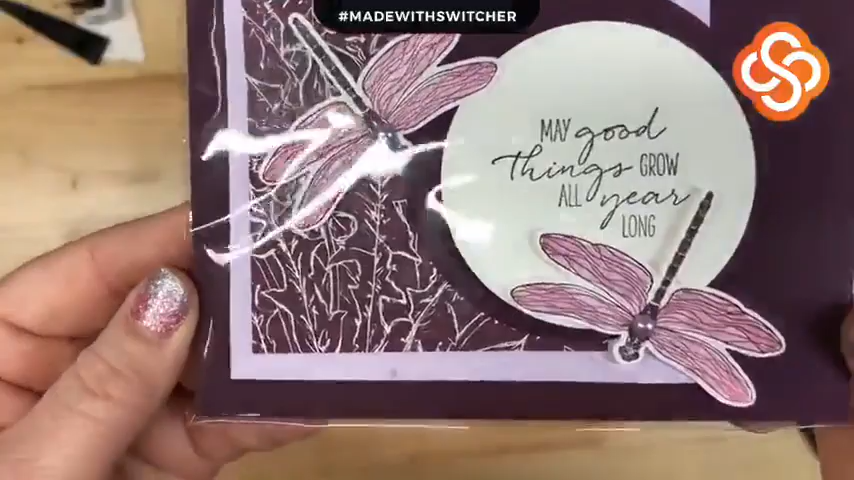 #MADEWITHSWITCHER
MAY good
things GROW
ALL year
LONG